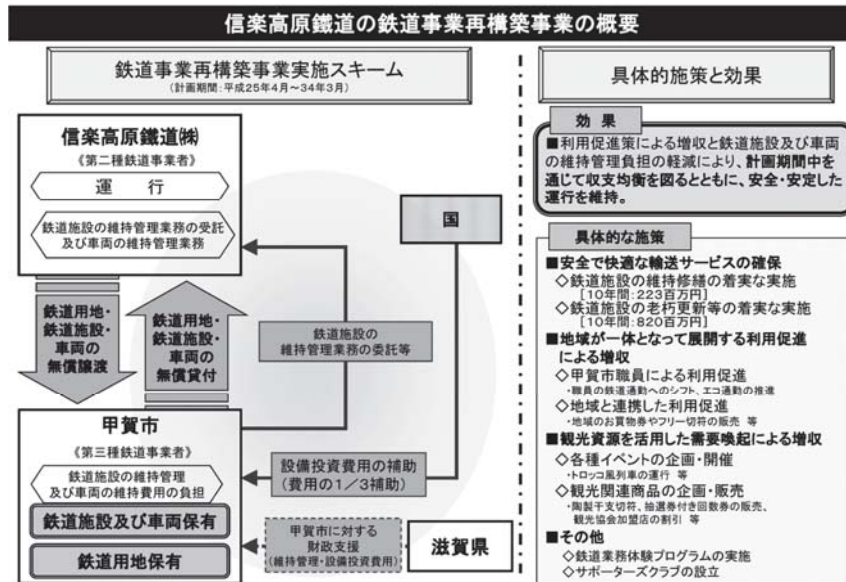 信楽高原鐵道の鉄道事業再構築事業の概要
鉄道事業再構築事業実施スキーム
(計画期間:平成25年4月～34年3月)
信楽高原鐵道㈱
《第二種鉄道事業者》
運 行
鉄道施設の維持管理業務の受託
及び車両の維持管理業務
鉄道用地・
鉄道施設・
車両の
無償譲渡
鉄道用地・
鉄道施設・
車両の
無償貸付
国
鉄道施設の
維持管理業務の委託等
甲賀市
《第三種鉄道事業者》
鉄道施設の維持管理
及び車両の維持費用の負担
鉄道施設及び車両保有
鉄道用地保有
設備投資費用の補助
(費用の1／3補助)
甲賀市に対する
財政支援
(維持管理・設備投資費用)
滋賀県
具体的施策と効果
効 果
■利用促進策による増収と鉄道施設及び車両
の維持管理負担の軽減により、計画期間中を
通じて収支均衡を図るとともに、安全・安定した
運行を維持。
具体的な施策
■安全で快適な輸送サービスの確保
◇鉄道施設の維持修繕の着実な実施
[10年間:223百万円]
◇鉄道施設の老朽更新等の着実な実施
[10年間:820百万円]
■地域が一体となって展開する利用促進
による増収
◇甲賀市職員による利用促進
・職員の鉄道通勤へのシフト、エコ通勤の推進
◇地域と連携した利用促進
・地域のお買物券やフリー切符の販売 等
■観光資源を活用した需要喚起による増収
◇各種イベントの企画・開催
・トロッコ風列車の運行 等
◇観光関連商品の企画・販売
・陶製干支切符、抽選券付き回数券の販売、
観光協会加盟店の割引 等
■その他
◇鉄道業務体験プログラムの実施
◇サポーターズクラブの設立